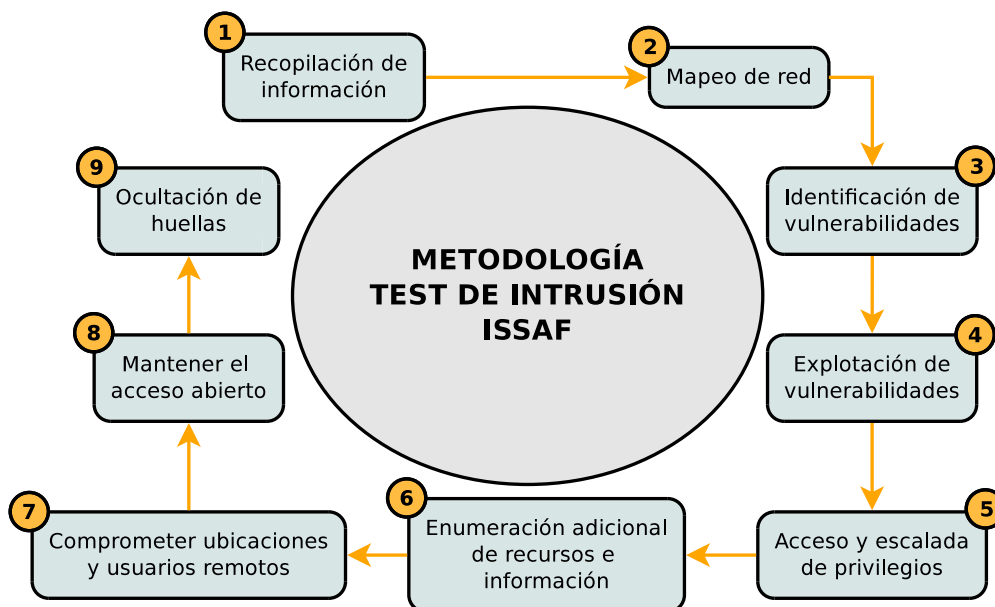 1
Recopilación de
información
2
Mapeo de red
3
Identificación de
vulnerabilidades
4
Explotación de
vulnerabilidades
5
Acceso y escalada
de privilegios
6
Enumeración adicional
de recursos e
información
7
Comprometer ubicaciones
y usuarios remotos
8
Mantener el
acceso abierto
9
Ocultación de
huellas
METODOLOGÍA
TEST DE INTRUSIÓN
ISSAF